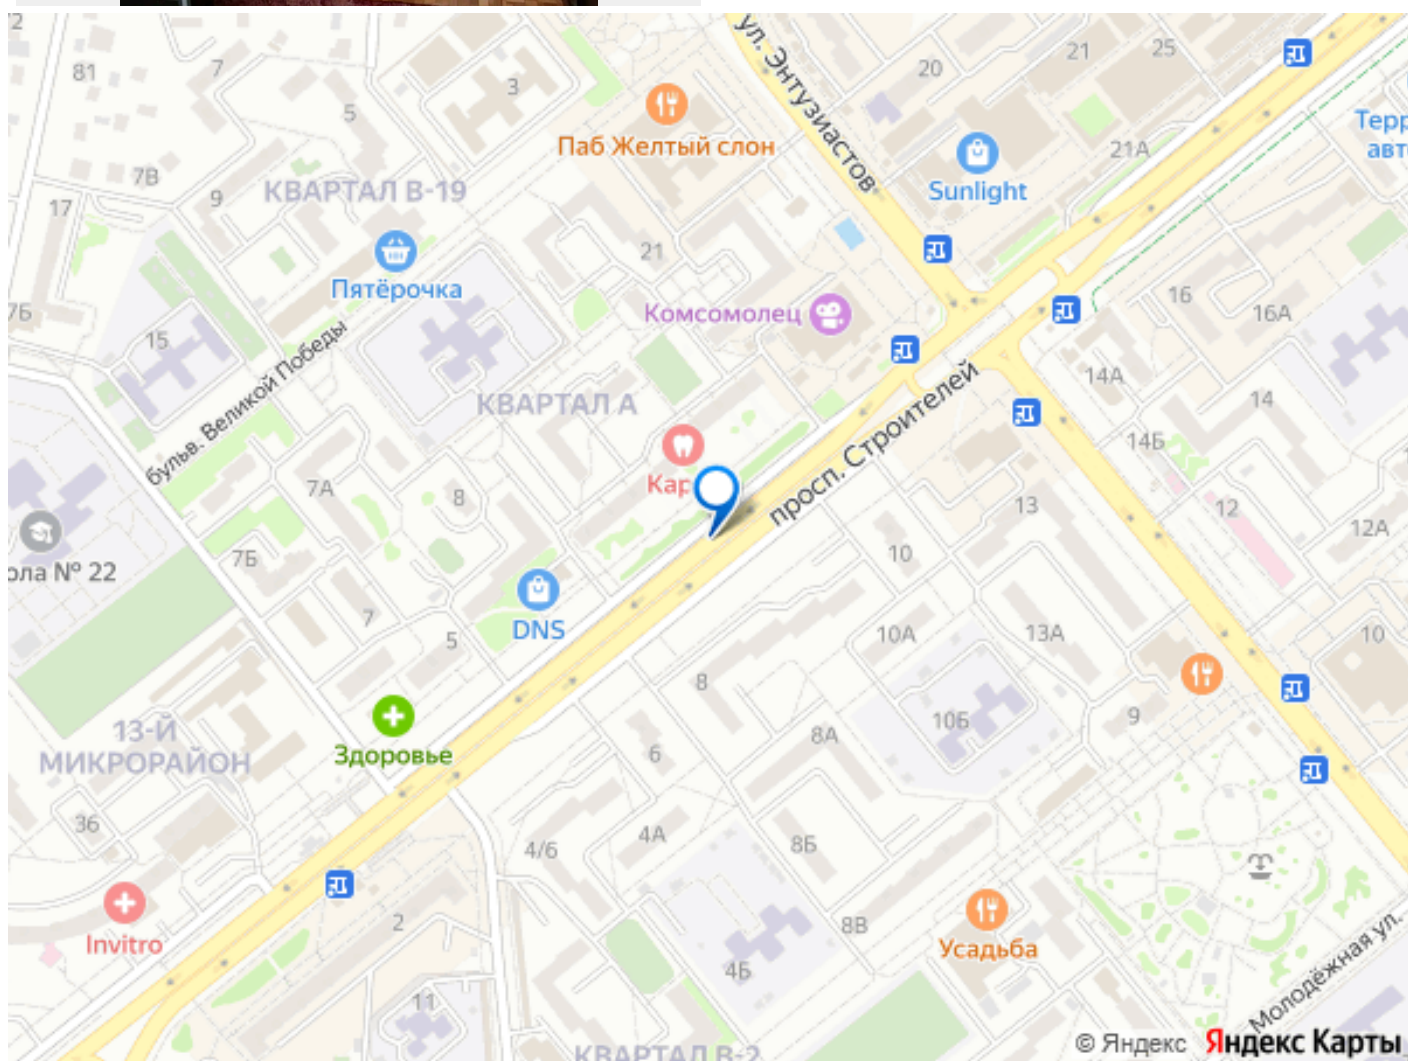 2
81
7
5
3
ул. Энтузиастов
20
21
25
Паб Желтый слон
21А
Терр
авт
7В
9
КВАРТАЛ В-19
Sunlight
17
21
Пятёрочка
16
16А
7Б
15
Комсомолец
бульв. Великой Победы
КВАРТАЛ А
просп. Строителей
14А
14
14Б
Кар
7А
8
13
12
12А
10
ола № 22
7Б
7
5
DNS
10А
13А
10
8
13-Й
МИКРОРАЙОН
Здоровье
6
8А
10Б
9
36
4/6
4А
8Б
Invitro
2
8В
Усадьба
4Б
11
Молодёжная ул.
КВАРТАЛ В-2
© Яндекс Яндекс Карты